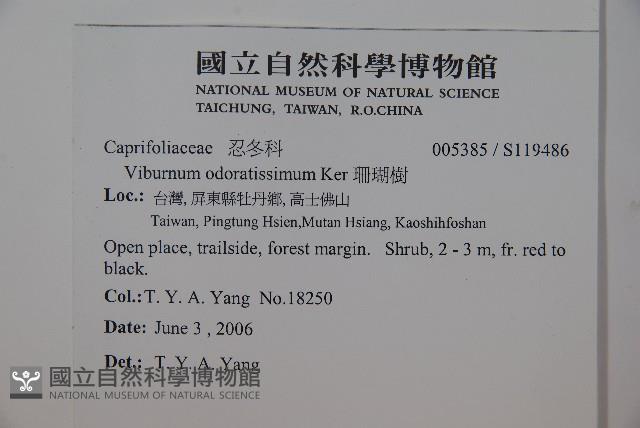 國立自然科學博物館
NATIONAL MUSEUM OF NATURAL SCIENCE
TAICHUNG, TAIWAN, R.O.CHINA
Caprifoliaceae 忍冬科 005385 / S119486
Viburnum odoratissimum Ker 珊瑚樹
Loc.: 台灣, 屏東縣牡丹鄉, 高士佛山
Taiwan, Pingtung Hsien,Mutan Hsiang, Kaoshihfoshan
Open place, trailside, forest margin. Shrub, 2 - 3 m, fr. red to
black.
Col.: T. Y. A. Yang No.18250
Date: June 3 , 2006
Det.: T. Y. A. Yang
國立自然科學博物館
NATIONAL MUSEUM OF NATURAL SCIENCE